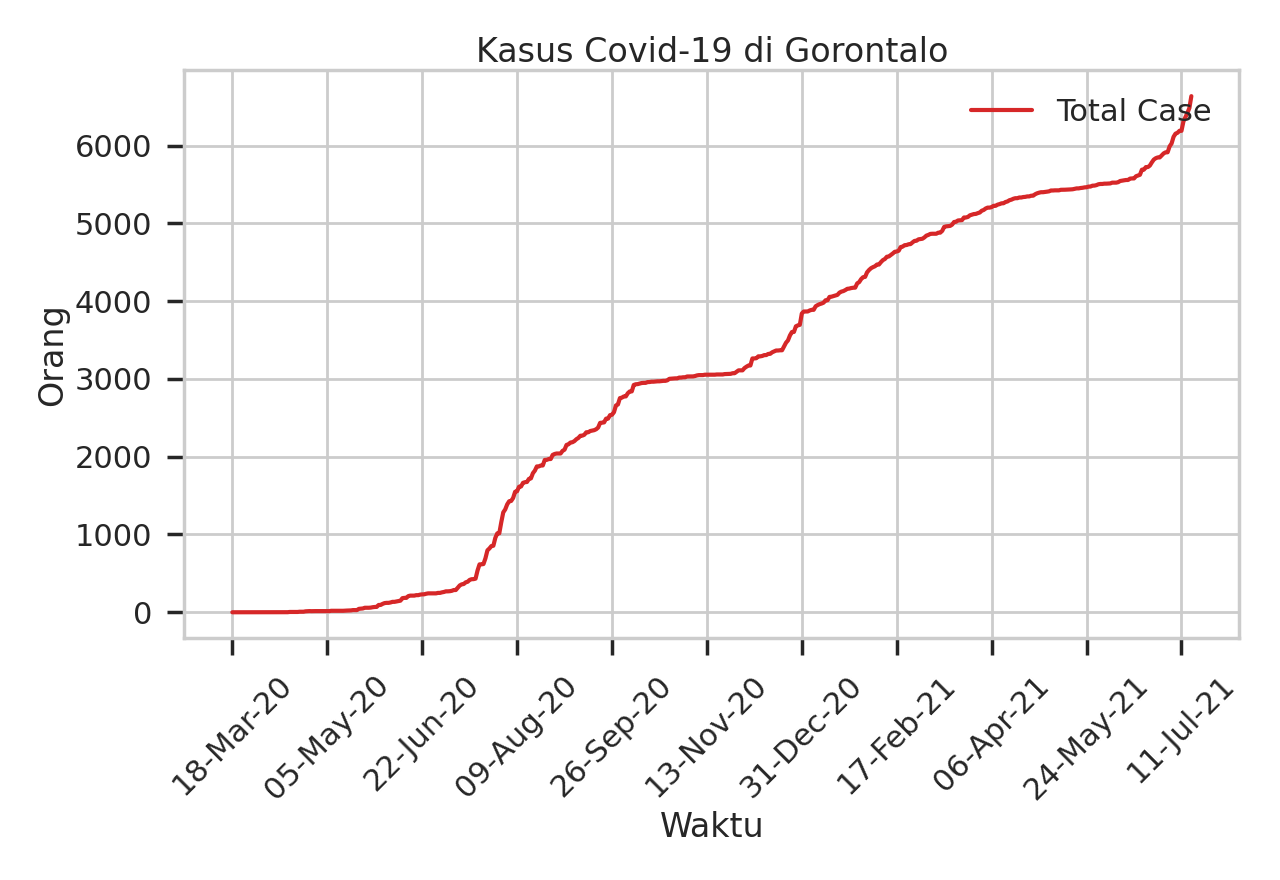 Kasus Covid-19 di Gorontalo
Total Case
6000
5000
4000
3000
2000
1000
0
Orang
18-Mar-20
05-May-20
22-Jun-20
09-Aug-20
26-Sep-20
13-Nov-20
31-Dec-20
17-Feb-21
06-Apr-21
24-May-21
11-Jul-21
Waktu